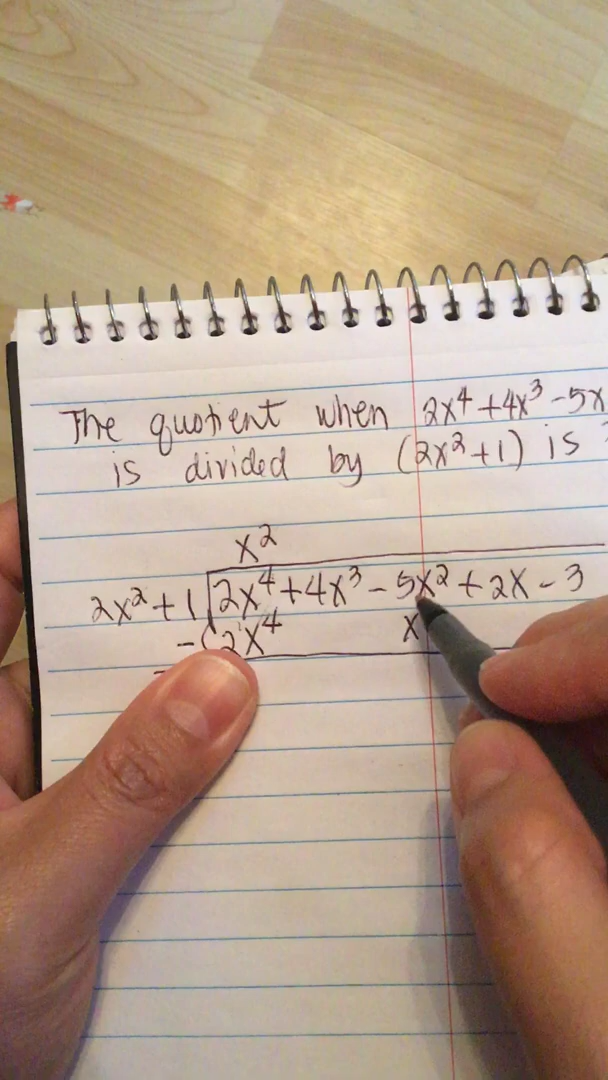 The quotient when 2x⁴+4x³-5x
is divided by (2x²+1) is ?
x²
2x²+1 2x⁴+4x³-5x²+2x-3
-(2x⁴ x